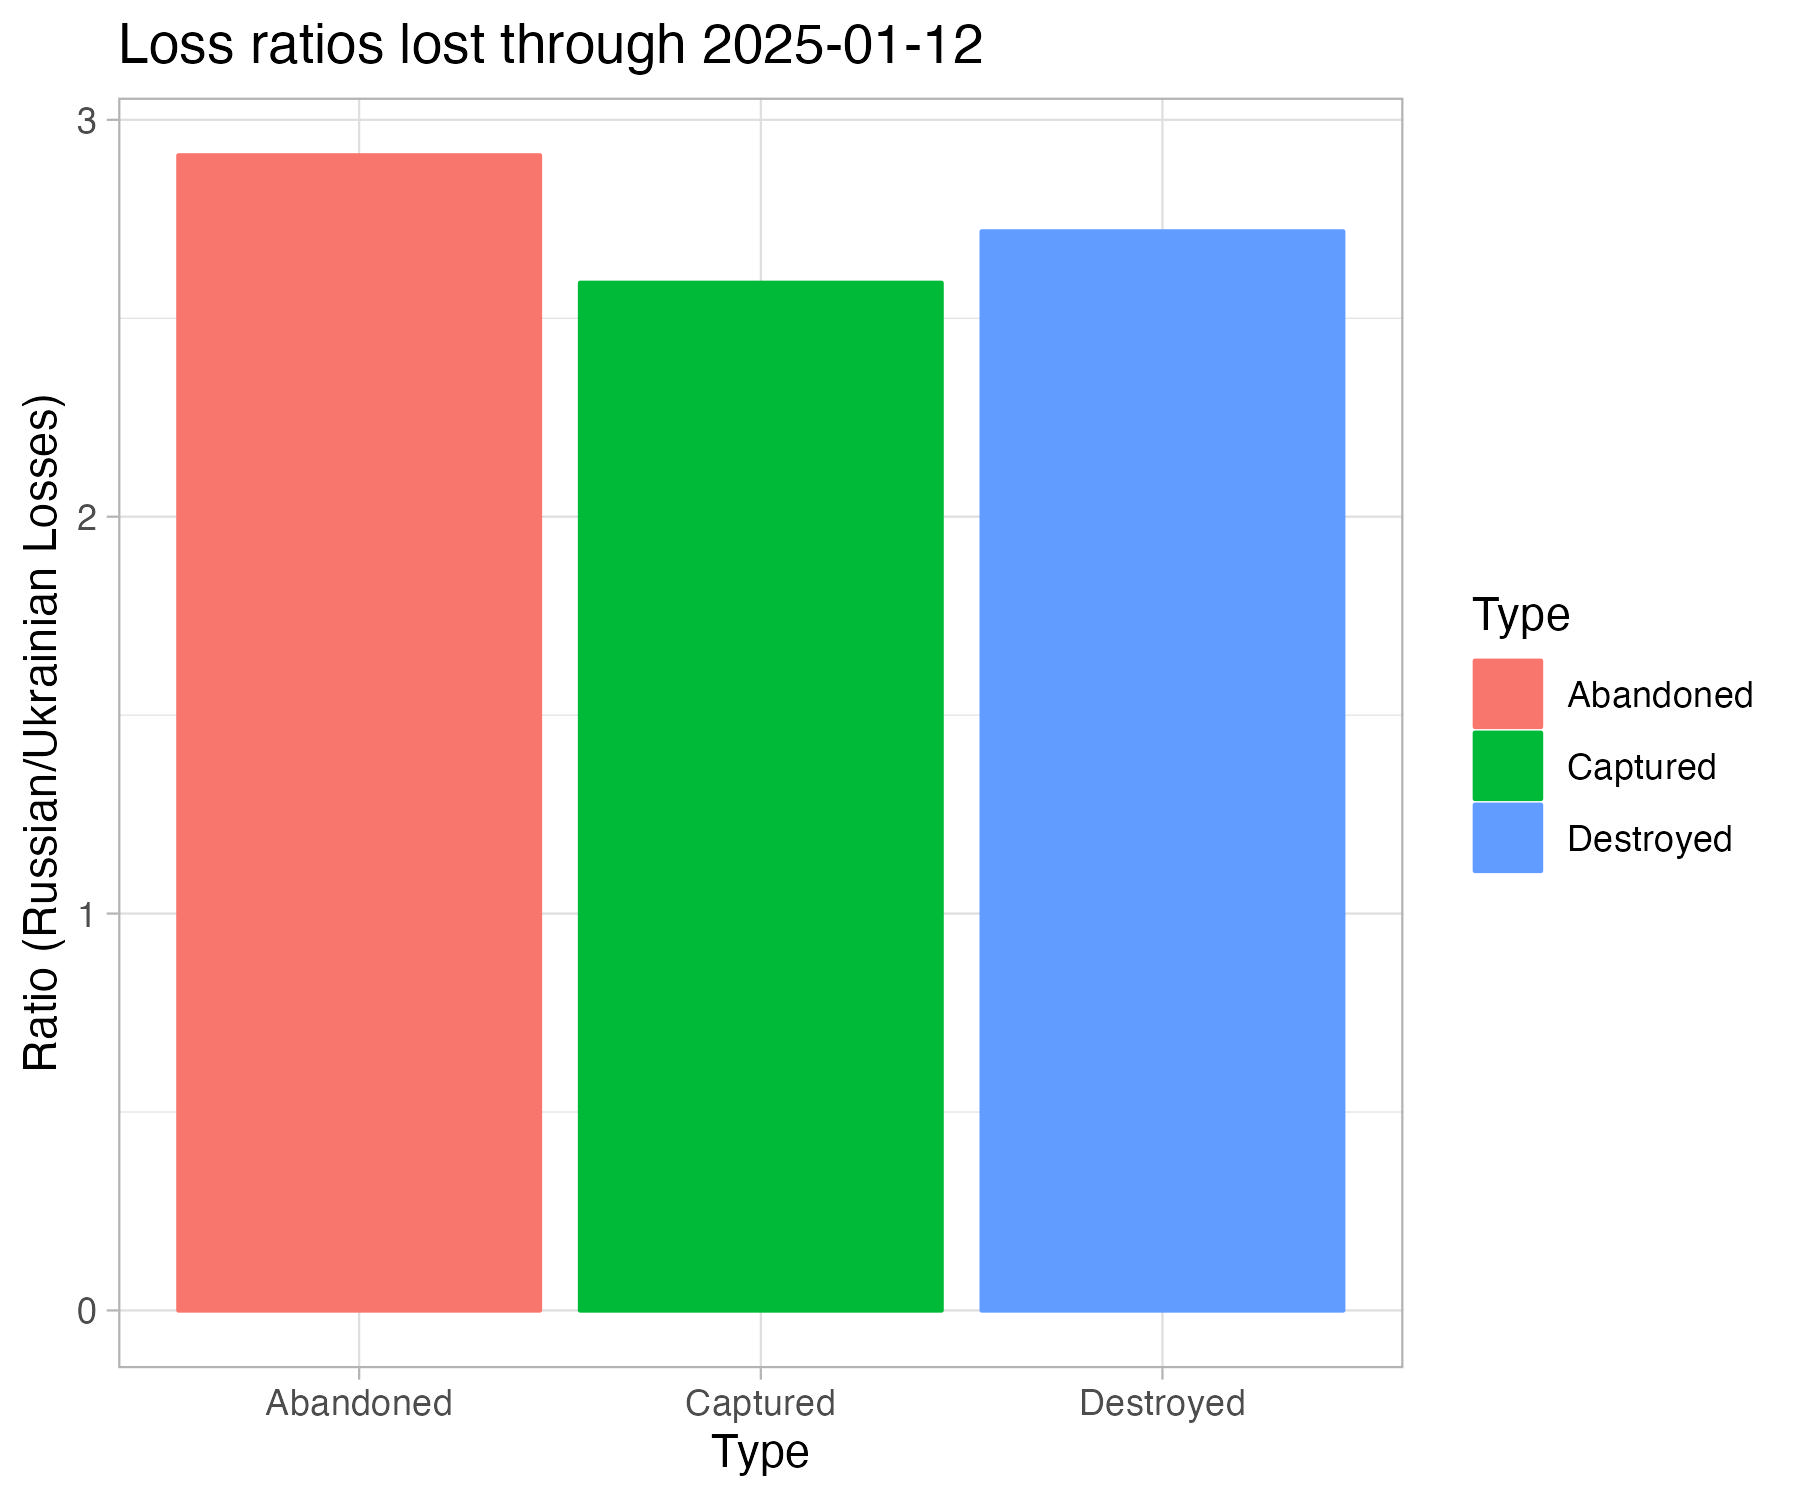 Loss ratios lost through 2025-01-12
Ratio (Russian/Ukrainian Losses)
3
2
1
0
Abandoned
Captured
Destroyed
Type
Type
Abandoned
Captured
Destroyed